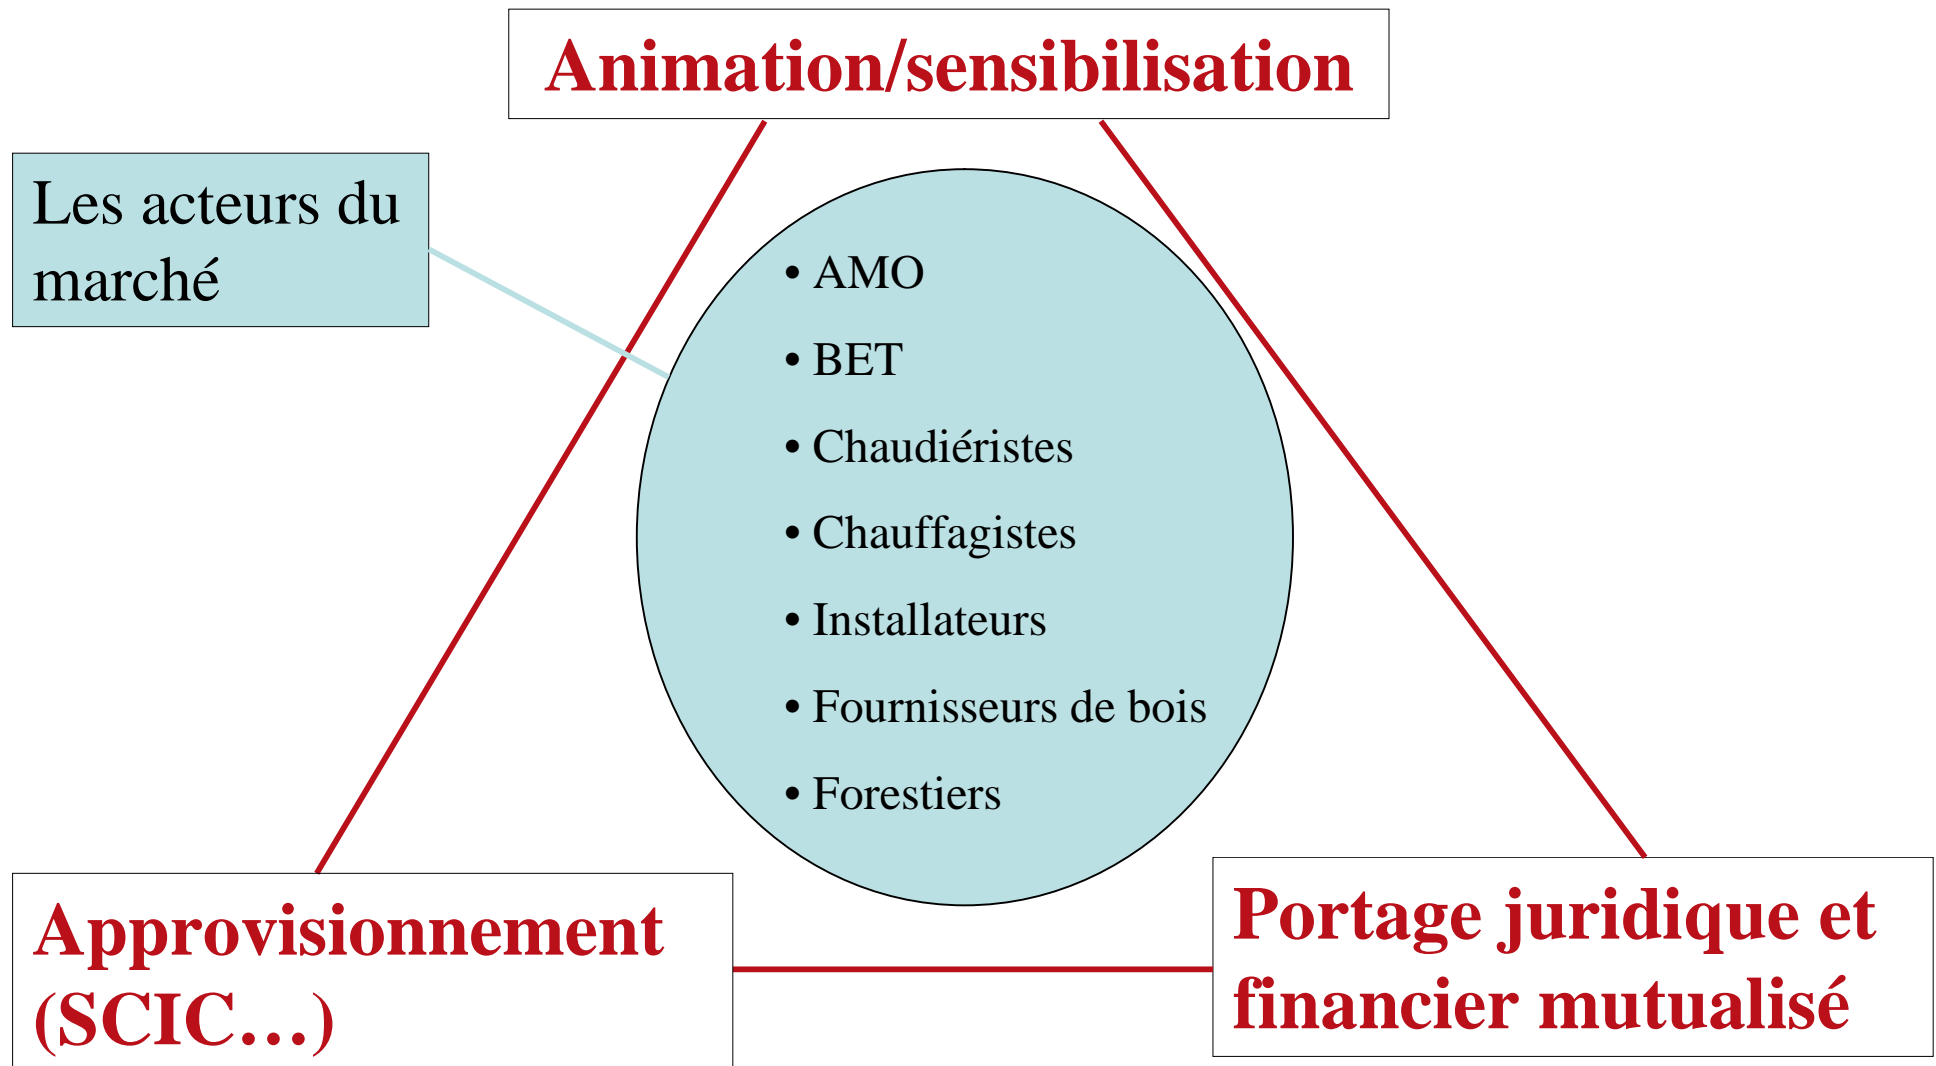 Animation/sensibilisation
Les acteurs du
marché
• AMO
• BET
• Chaudiéristes
• Chauffagistes
• Installateurs
• Fournisseurs de bois
• Forestiers
Approvisionnement
(SCIC…)
Portage juridique et
financier mutualisé